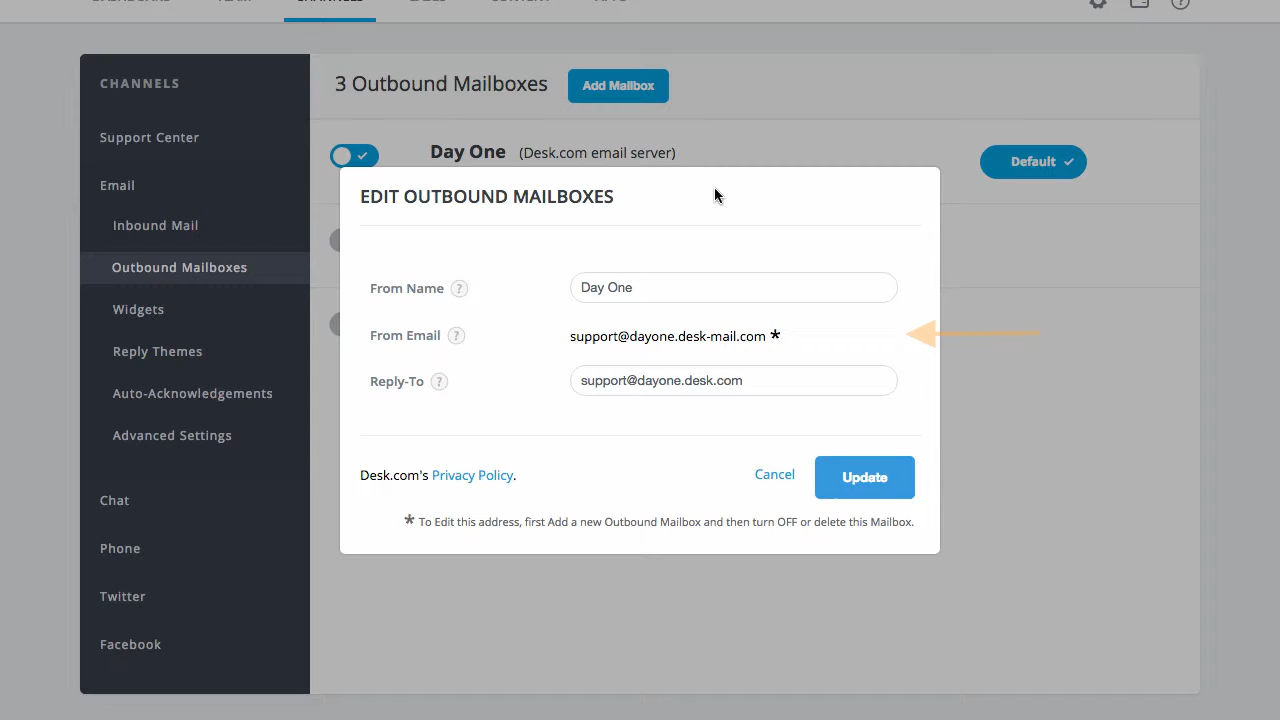 CHANNELS
3 Outbound Mailboxes
Add Mailbox
Support Center
Day One (Desk.com email server)
Default
Email
EDIT OUTBOUND MAILBOXES
Inbound Mail
Outbound Mailboxes
From Name ?
Day One
Widgets
From Email ?
support@dayone.desk-mail.com *
Reply Themes
Reply-To ?
support@dayone.desk.com
Auto-Acknowledgements
Advanced Settings
Desk.com's Privacy Policy.
Cancel
Update
Chat
* To Edit this address, first Add a new Outbound Mailbox and then turn OFF or delete this Mailbox.
Phone
Twitter
Facebook